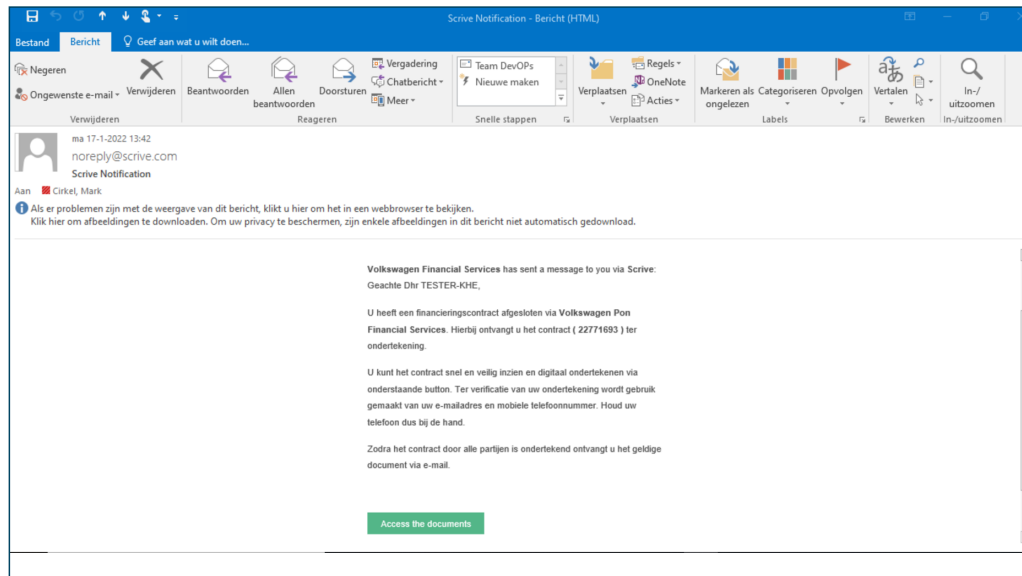 Scrive Notification - Bericht (HTML)
Bestand Bericht Geef aan wat u wilt doen...
Negeren
Ongewenste e-mail
Verwijderen
Verwijderen
Beantwoorden
Allen
beantwoorden
Doorsturen
Vergadering
Chatbericht
Meer
Reageren
Team DevOPs
Nieuwe maken
Snelle stappen
Verplaatsen
Regels
OneNote
Acties
Verplaatsen
Markeren als
ongelezen
Categoriseren
Opvolgen
Labels
Vertalen
Bewerken
In-/
uitzoomen
In-/uitzoomen
ma 17-1-2022 13:42
noreply@scrive.com
Scrive Notification
Aan Cirkel, Mark
Als er problemen zijn met de weergave van dit bericht, klikt u hier om het in een webbrowser te bekijken.
Klik hier om afbeeldingen te downloaden. Om uw privacy te beschermen, zijn enkele afbeeldingen in dit bericht niet automatisch gedownload.
Volkswagen Financial Services has sent a message to you via Scrive:
Geachte Dhr TESTER-KHE,
U heeft een financieringscontract afgesloten via Volkswagen Pon
Financial Services. Hierbij ontvangt u het contract ( 22771693 ) ter
ondertekening.
U kunt het contract snel en veilig inzien en digitaal ondertekenen via
onderstaande button. Ter verificatie van uw ondertekening wordt gebruik
gemaakt van uw e-mailadres en mobiele telefoonnummer. Houd uw
telefoon dus bij de hand.
Zodra het contract door alle partijen is ondertekend ontvangt u het geldige
document via e-mail.
Access the documents